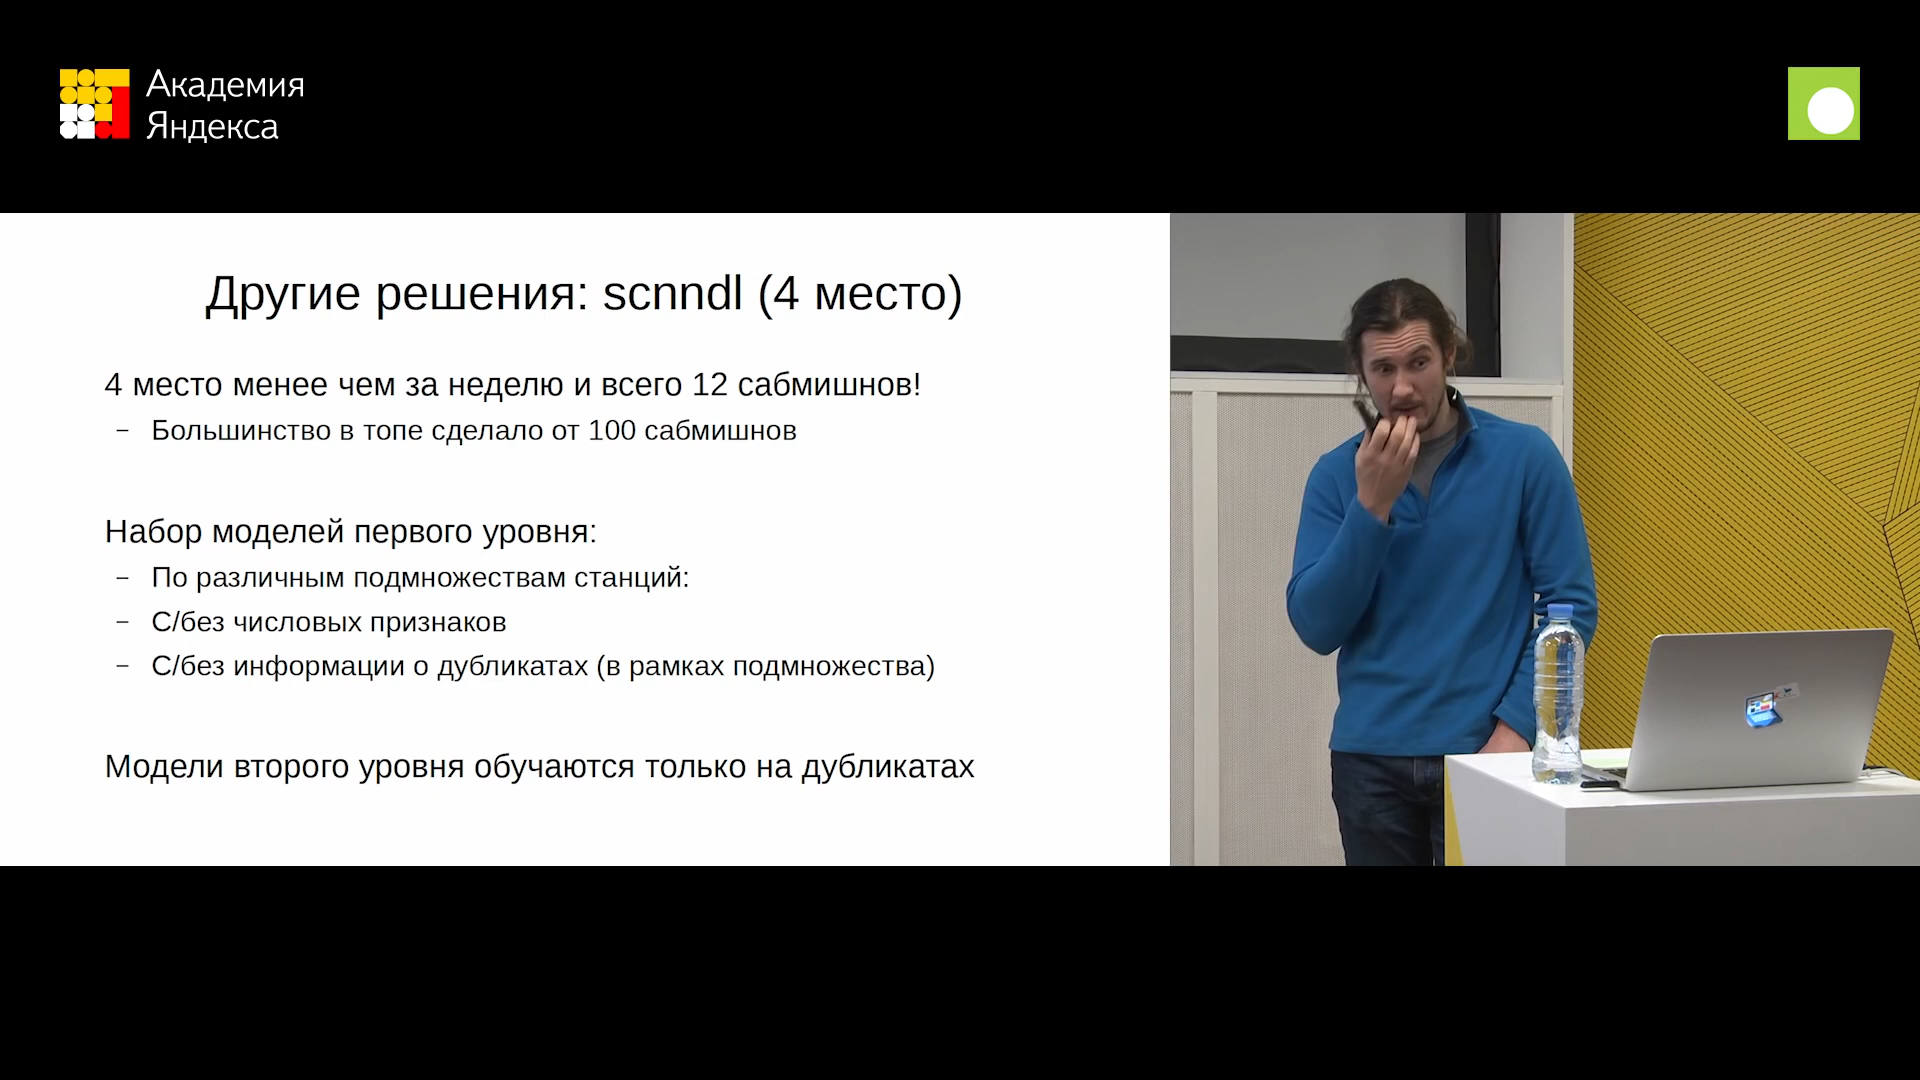 Академия
Яндекса
Другие решения: scnndl (4 место)
4 место менее чем за неделю и всего 12 сабмишнов!
– Большинство в топе сделало от 100 сабмишнов
Набор моделей первого уровня:
– По различным подмножествам станций:
– С/без числовых признаков
– С/без информации о дубликатах (в рамках подмножества)
Модели второго уровня обучаются только на дубликатах